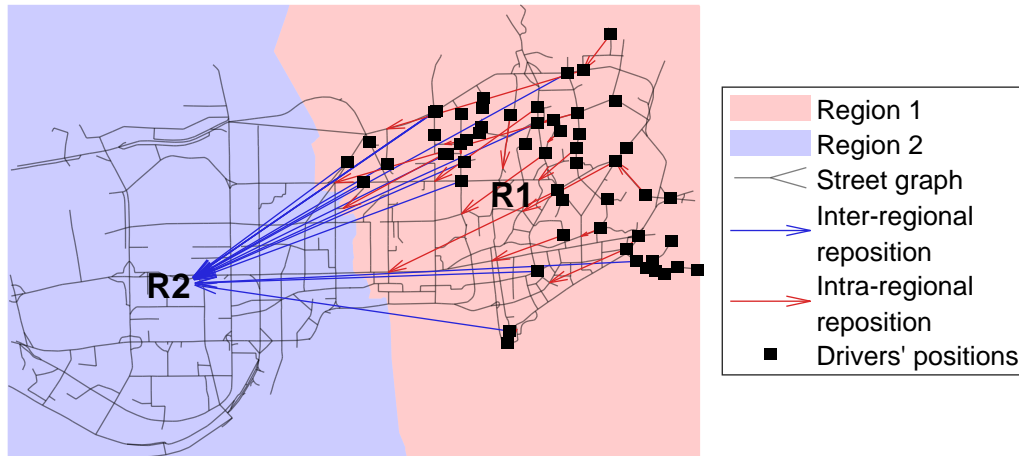 R1
R2
Region 1
Region 2
Street graph
Inter-regional
reposition
Intra-regional
reposition
Drivers' positions